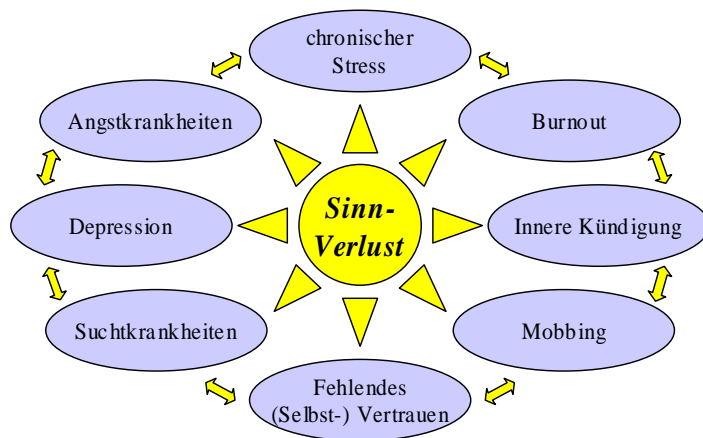 chronischer
Stress
Angstkrankheiten
Burnout
Sinn-
Verlust
Depression
Innere Kündigung
Suchtkrankheiten
Mobbing
Fehlendes
(Selbst-) Vertrauen